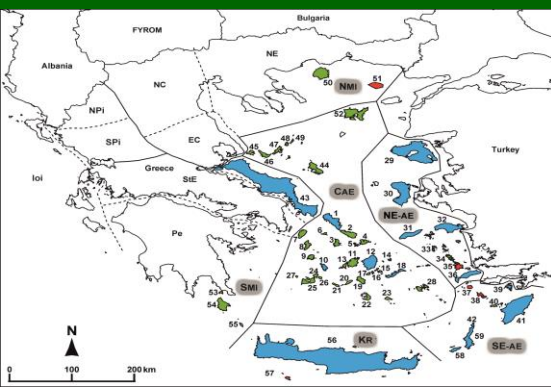 Bulgaria
FYROM
Albania
NE
NC
50
51
NMI
52
NPi
SPi
EC
Turkey
29
45
47
48
49
46
44
CAE
Ioi
Greece
StE
30
NE-AE
43
1
31
32
6
2
3
4
5
33
Pe
8
9
10
11
12
13
14
15
16
17
18
34
35
36
27
24
25
26
20
21
19
22
23
28
37
38
39
40
41
SMI
53
54
55
42
59
58
SE-AE
N
KR
56
57
0
100
200 km